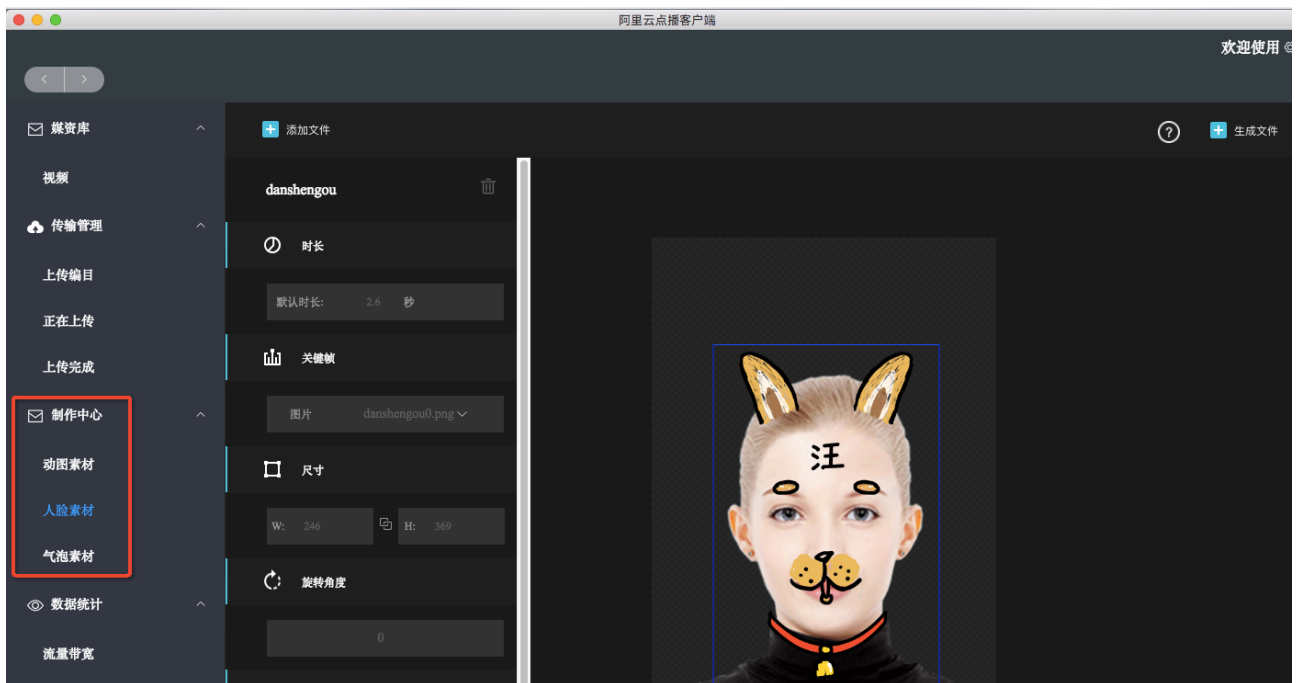 阿里云点播客户端
欢迎使用
媒资库
添加文件
生成文件
视频
danshengou
传输管理
时长
上传编目
默认时长: 2.6 秒
正在上传
关键帧
上传完成
制作中心
图片 danshengou0.png
动图素材
尺寸
汪
人脸素材
W: 246 H: 369
气泡素材
旋转角度
数据统计
0
流量带宽